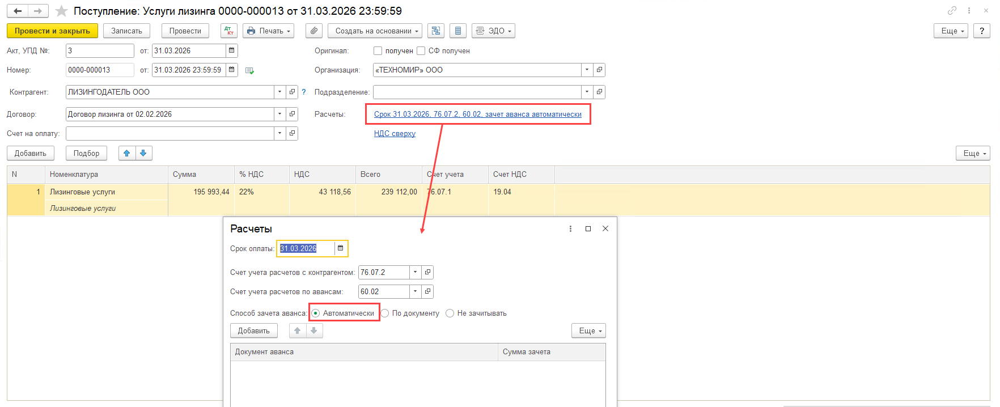 Поступление: Услуги лизинга 0000-000013 от 31.03.2026 23:59:59
Провести и закрыть Записать Провести Дт Кт Печать Создать на основании ЭДО Еще ?
Акт, УПД №: 3 от: 31.03.2026 Оригинал: получен СФ получен
Номер: 0000-000013 от: 31.03.2026 23:59:59 Организация: «ТЕХНОМИР» ООО
Контрагент: ЛИЗИНГОДАТЕЛЬ ООО ? Подразделение:
Договор: Договор лизинга от 02.02.2026 Расчеты: Срок 31.03.2026, 76.07.2, 60.02, зачет аванса автоматически
Счет на оплату: НДС сверху
Добавить Подбор Еще
N Номенклатура Сумма % НДС НДС Всего Счет учета Счет НДС
1 Лизинговые услуги 195 993,44 22% 43 118,56 239 112,00 76.07.1 19.04
Лизинговые услуги
Расчеты
Срок оплаты: 31.03.2026
Счет учета расчетов с контрагентом: 76.07.2
Счет учета расчетов по авансам: 60.02
Способ зачета аванса: Автоматически По документу Не зачитывать
Добавить Еще
Документ аванса Сумма зачета